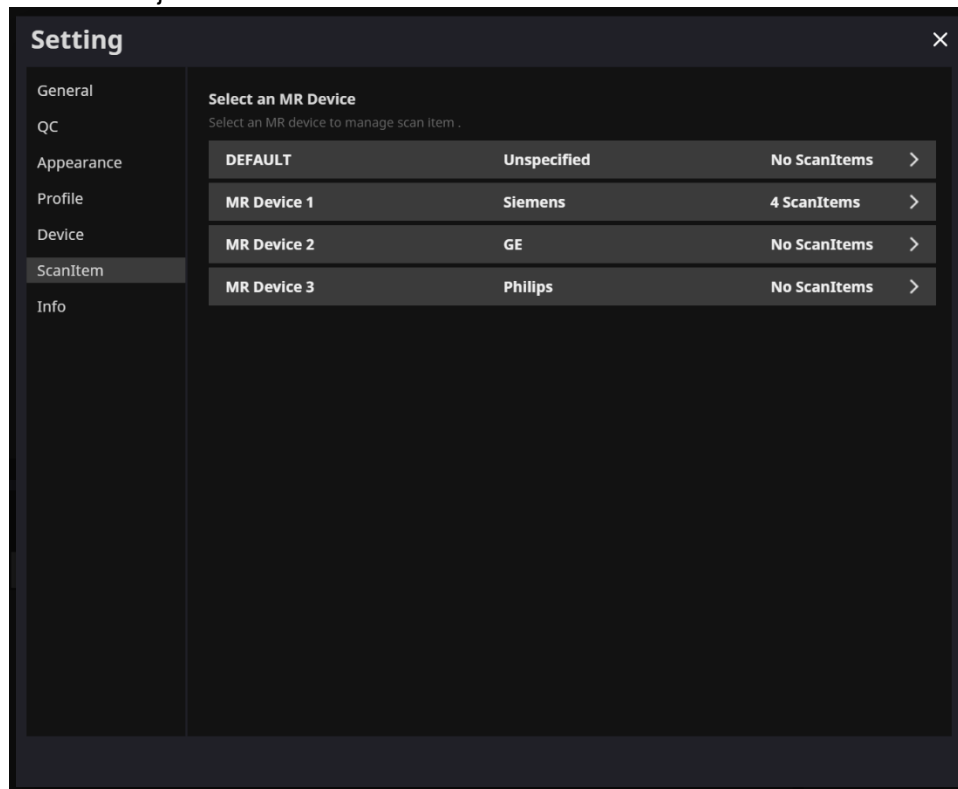 Setting
General
QC
Appearance
Profile
Device
ScanItem
Info
Select an MR Device
Select an MR device to manage scan item .
DEFAULT Unspecified No ScanItems
MR Device 1 Siemens 4 ScanItems
MR Device 2 GE No ScanItems
MR Device 3 Philips No ScanItems